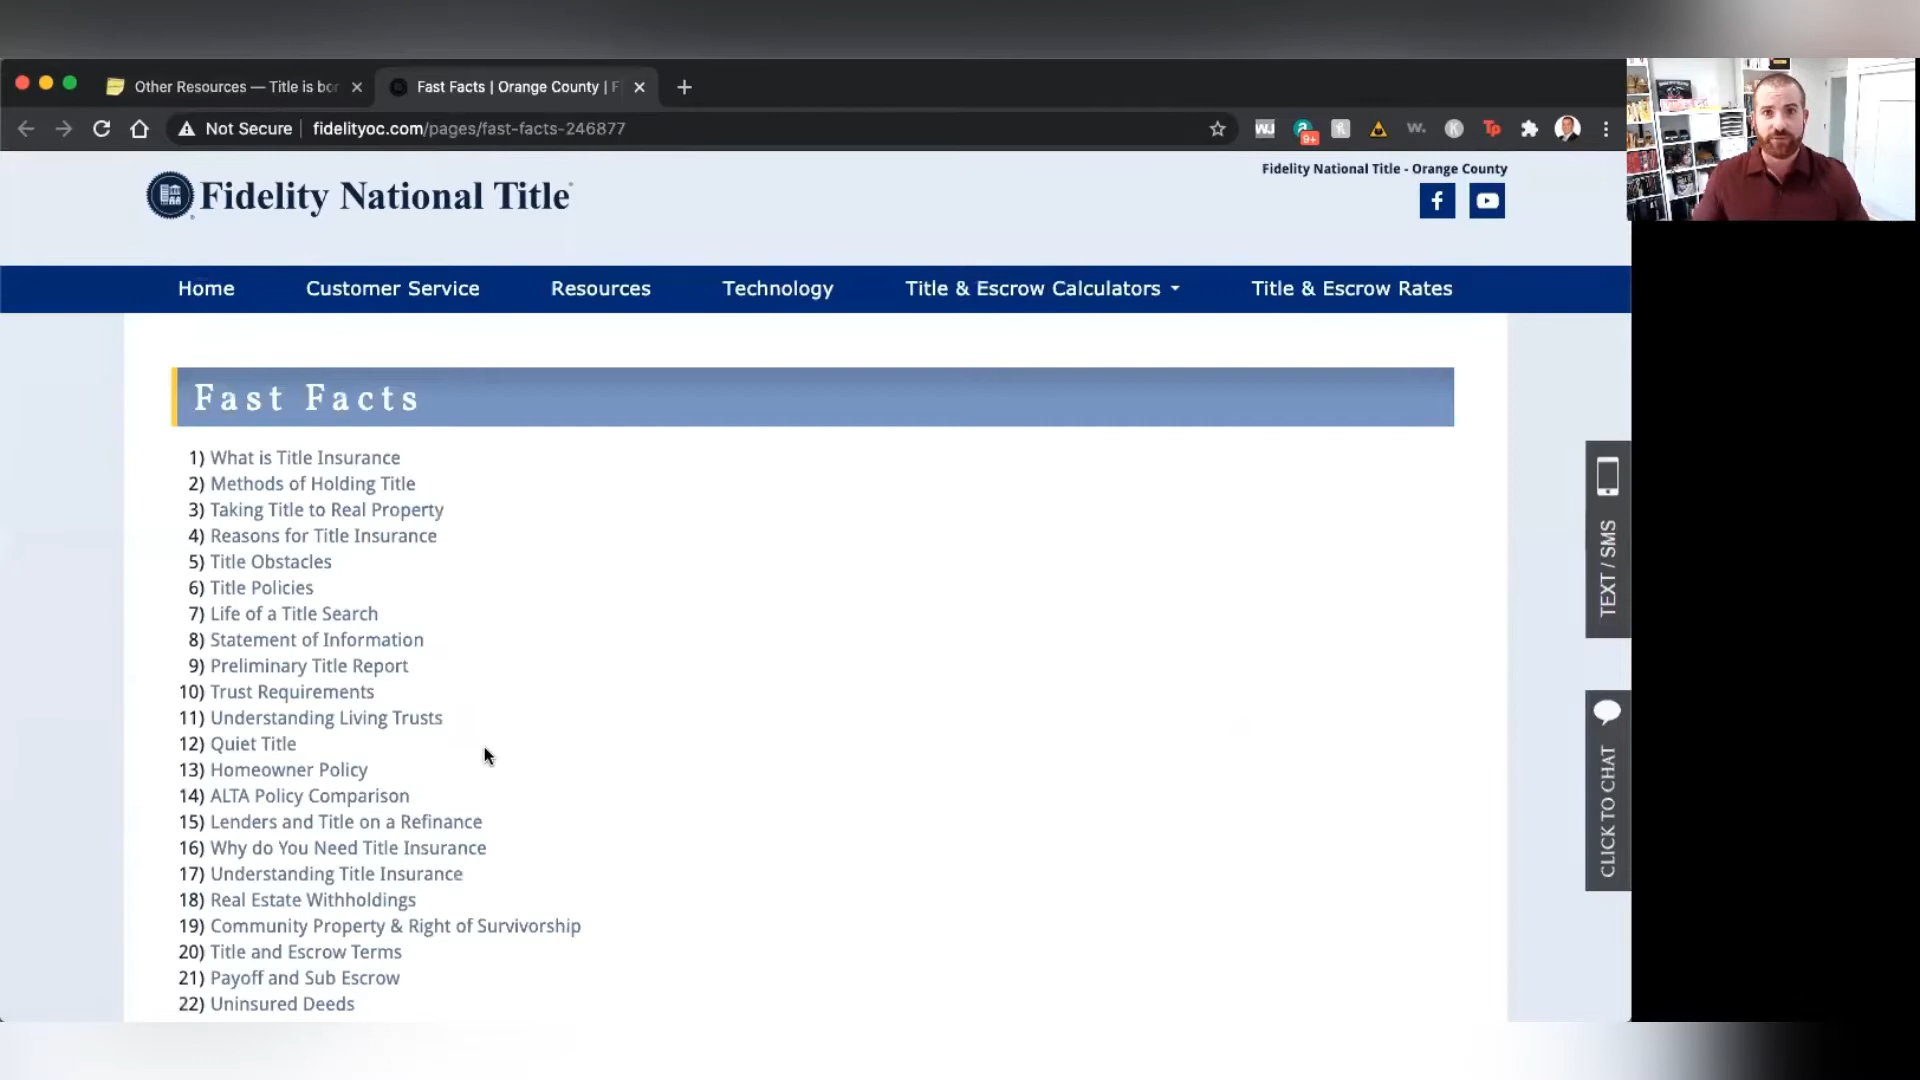 Other Resources — Title is bor
Fast Facts | Orange County | F
Not Secure
fidelityoc.com/pages/fast-facts-246877
9+
Tp
Fidelity National Title
Fidelity National Title - Orange County
Home
Customer Service
Resources
Technology
Title & Escrow Calculators
Title & Escrow Rates
Fast Facts
1) What is Title Insurance
2) Methods of Holding Title
3) Taking Title to Real Property
4) Reasons for Title Insurance
5) Title Obstacles
6) Title Policies
7) Life of a Title Search
8) Statement of Information
9) Preliminary Title Report
10) Trust Requirements
11) Understanding Living Trusts
12) Quiet Title
13) Homeowner Policy
14) ALTA Policy Comparison
15) Lenders and Title on a Refinance
16) Why do You Need Title Insurance
17) Understanding Title Insurance
18) Real Estate Withholdings
19) Community Property & Right of Survivorship
20) Title and Escrow Terms
21) Payoff and Sub Escrow
22) Uninsured Deeds
TEXT / SMS
CLICK TO CHAT